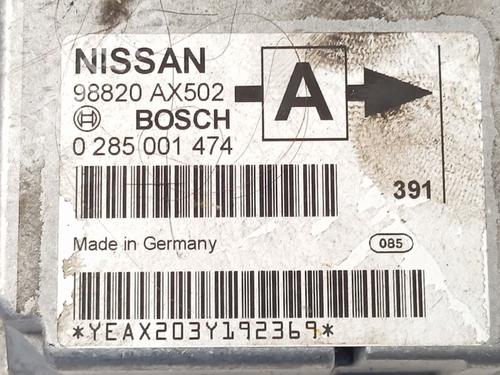 NISSAN
98820 AX502
A
BOSCH
0 285 001 474
391
Made in Germany
085
*YEAX203Y192369*